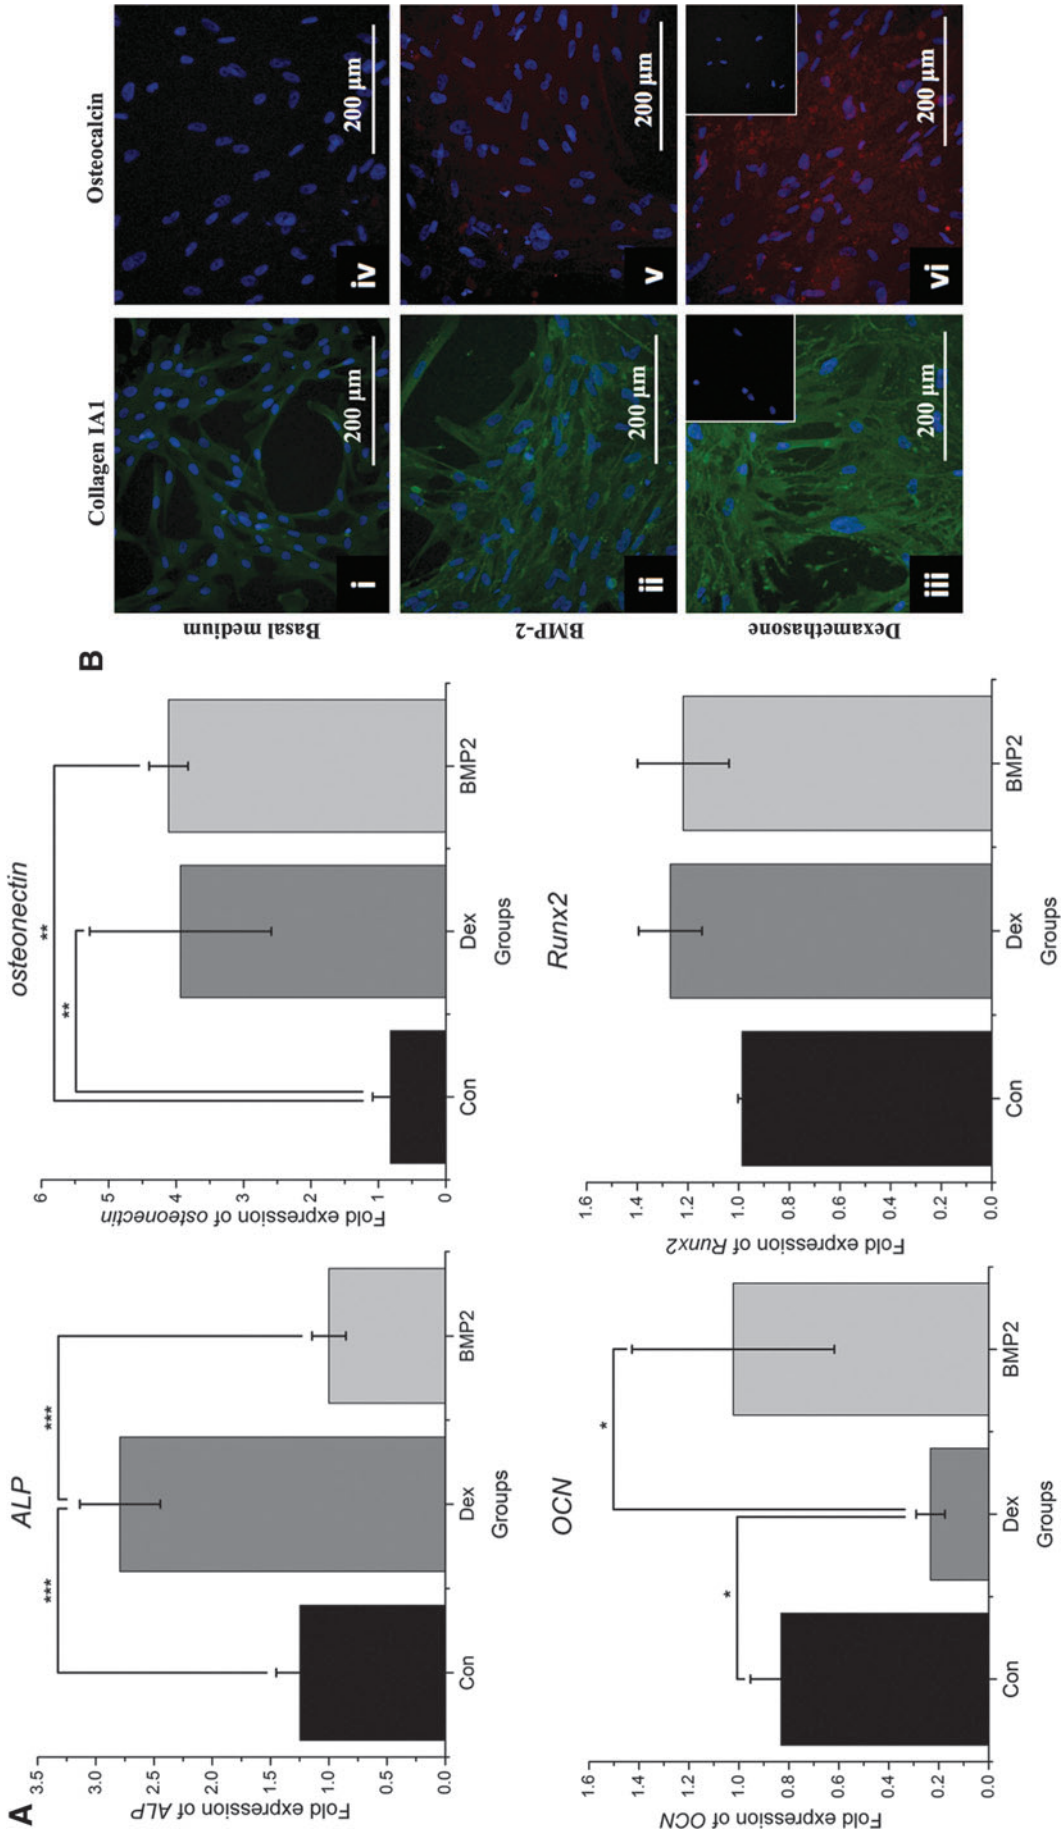 A
ALP
Fold expression of ALP
3.5
3.0
2.5
2.0
1.5
1.0
0.5
0.0
***
***
Con
Dex
BMP2
Groups
osteonectin
Fold expression of osteonectin
6
5
4
3
2
1
0
**
**
Con
Dex
BMP2
Groups
OCN
Fold expression of OCN
1.6
1.4
1.2
1.0
0.8
0.6
0.4
0.2
0.0
*
*
Con
Dex
BMP2
Groups
Runx2
Fold expression of Runx2
1.6
1.4
1.2
1.0
0.8
0.6
0.4
0.2
0.0
Con
Dex
BMP2
Groups
B
Collagen IA1
Osteocalcin
Basal medium
i
200 μm
iv
200 μm
BMP-2
ii
200 μm
v
200 μm
Dexamethasone
iii
200 μm
vi
200 μm